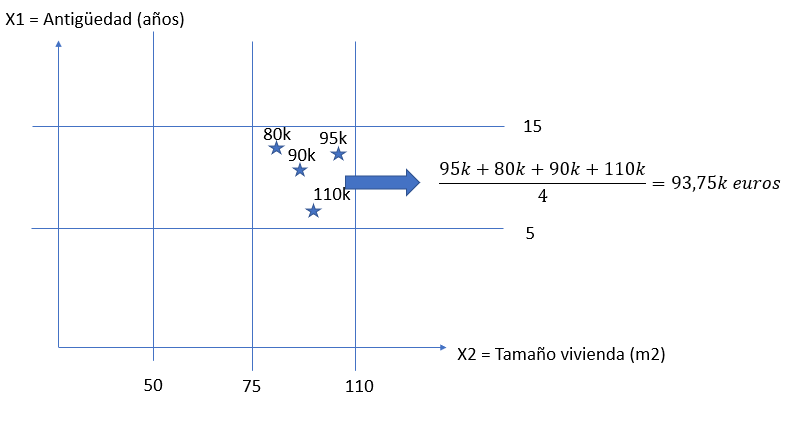 X1 = Antigüedad (años)
15
80k
95k
90k
110k
95k + 80k + 90k + 110k
4
= 93,75k euros
5
X2 = Tamaño vivienda (m2)
50
75
110